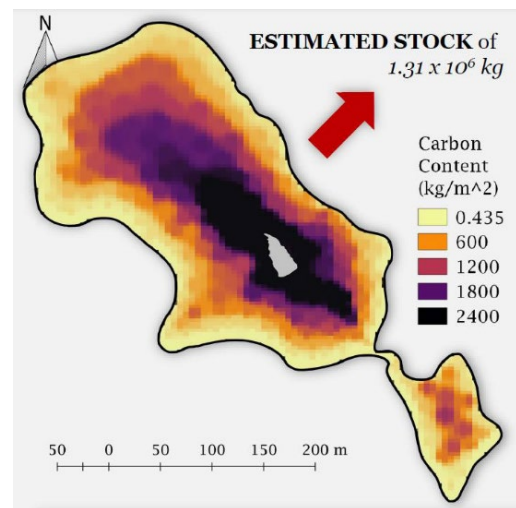 N
ESTIMATED STOCK of
1.31 x 10⁶ kg
Carbon
Content
(kg/m^2)
0.435
600
1200
1800
2400
50 0 50 100 150 200 m